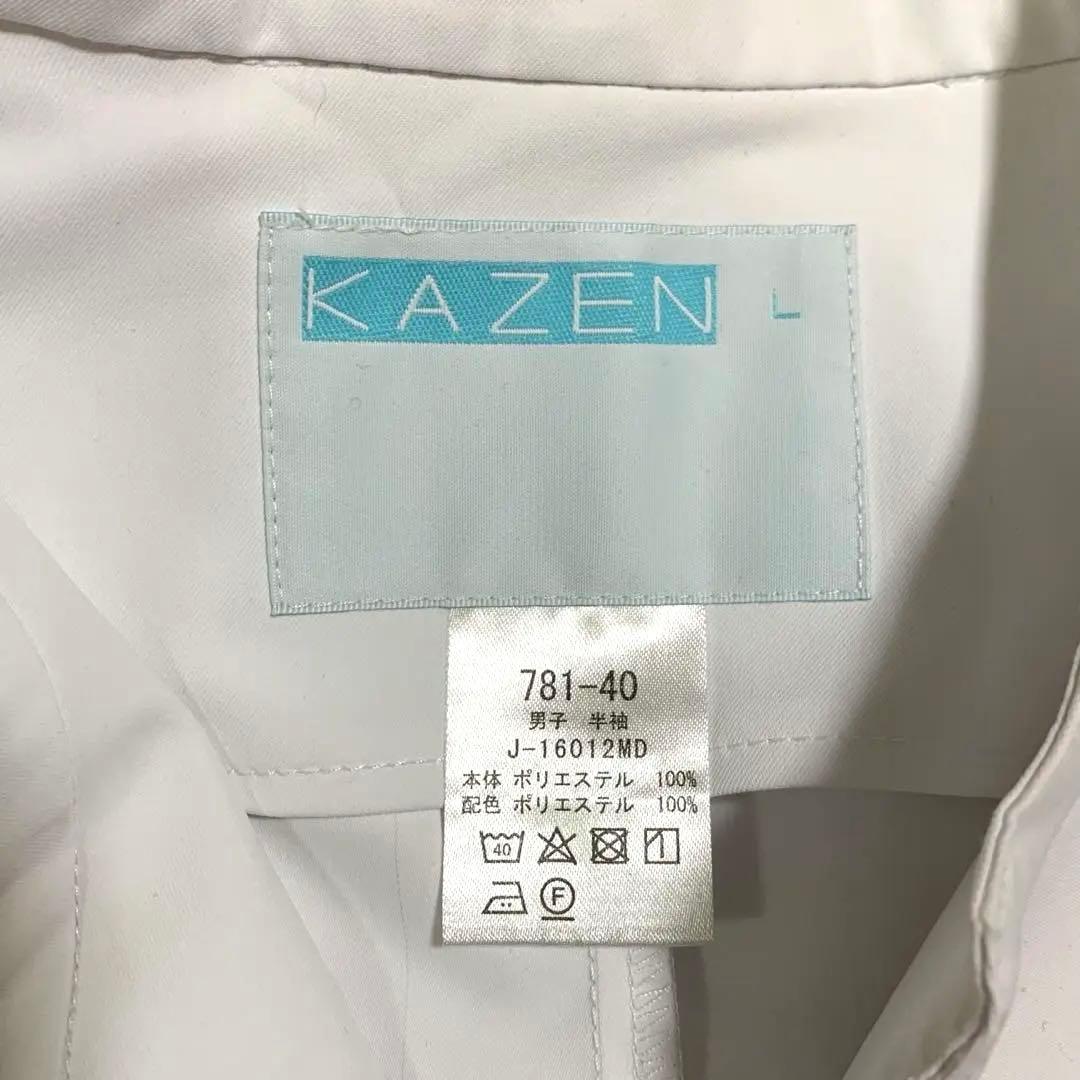 KAZEN L
781-40
男子 半袖
J-16012MD
本体 ポリエステル 100%
配色 ポリエステル 100%
40
F